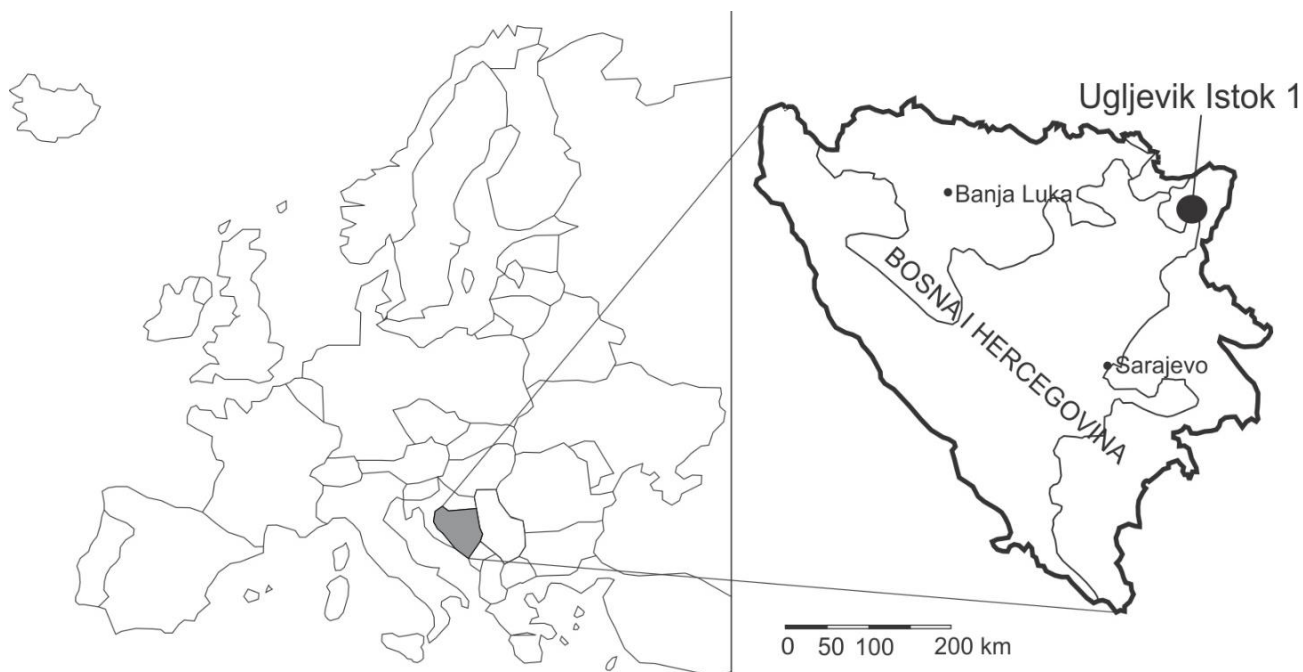 Ugljevik Istok 1
Banja Luka
BOSNA I HERCEGOVINA
Sarajevo
0 50 100 200 km